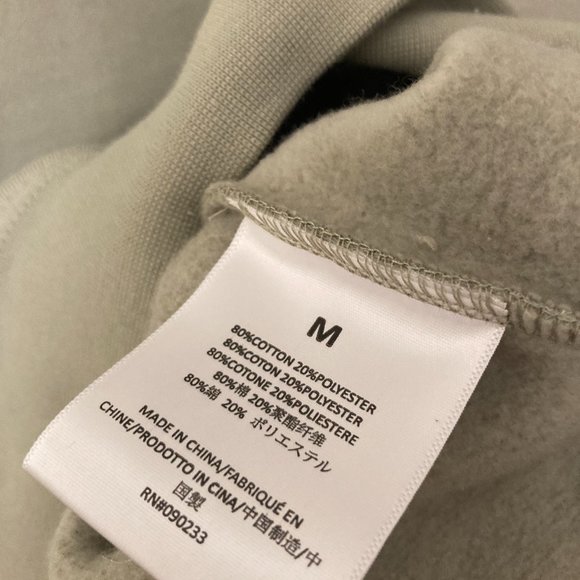 M
80%COTTON 20%POLYESTER
80%COTON 20%POLYESTER
80%COTONE 20%POLIESTERE
80%棉 20%聚酯纤维
80%綿 20% ポリエステル
MADE IN CHINA/FABRIQUÉ EN
CHINE/PRODOTTO IN CINA/中国制造/中
国製
RN#090233